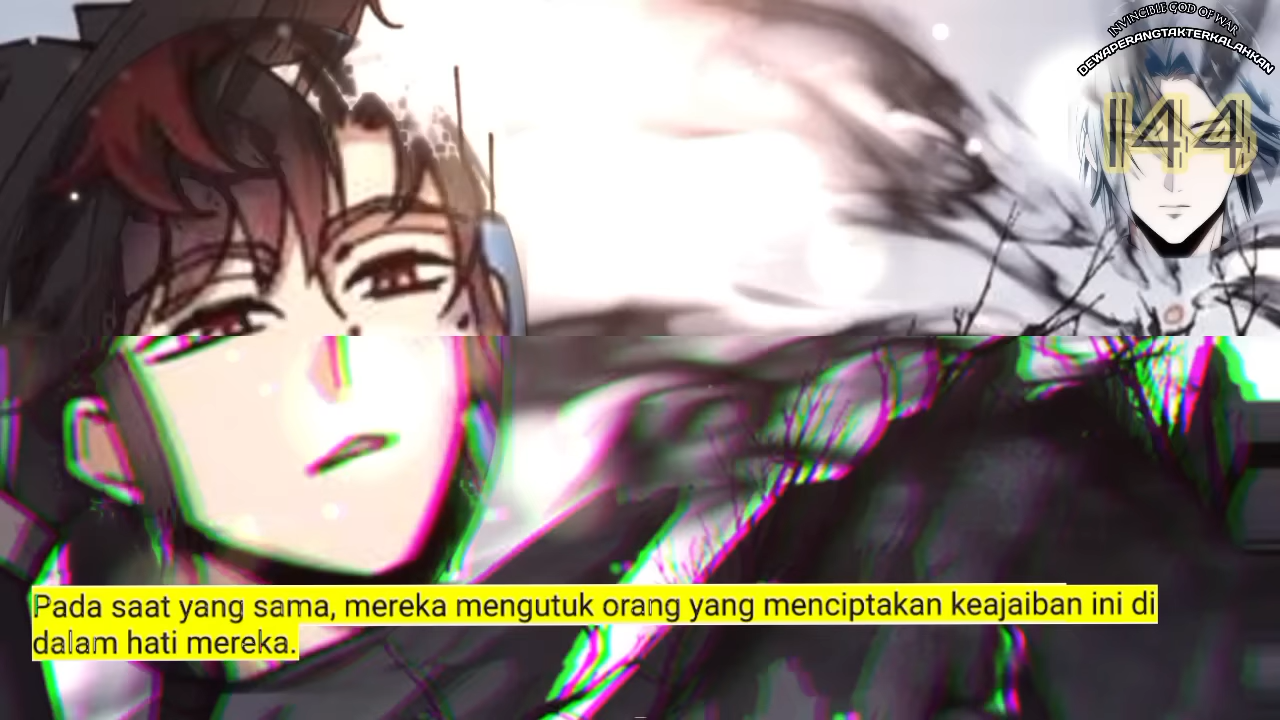 INVINCIBLE GOD OF WAR
DEWAPERANGTAKTERKALAHKAN
144
Pada saat yang sama, mereka mengutuk orang yang menciptakan keajaiban ini di
dalam hati mereka.